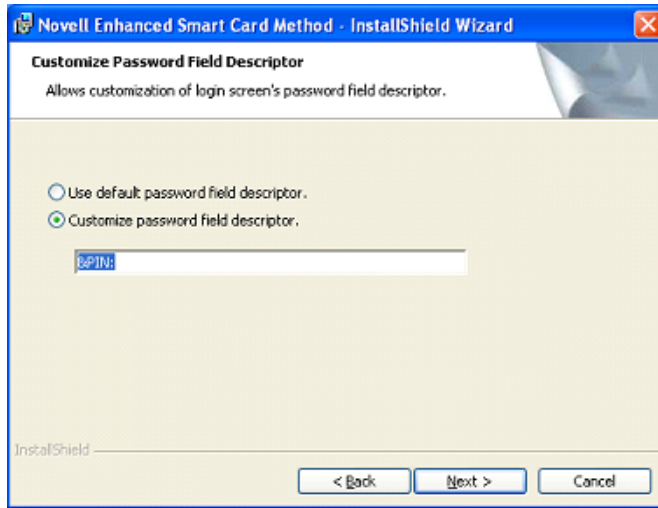 Novell Enhanced Smart Card Method - InstallShield Wizard
Customize Password Field Descriptor
Allows customization of login screen's password field descriptor.
Use default password field descriptor.
Customize password field descriptor.
&PIN:
InstallShield
< Back Next > Cancel